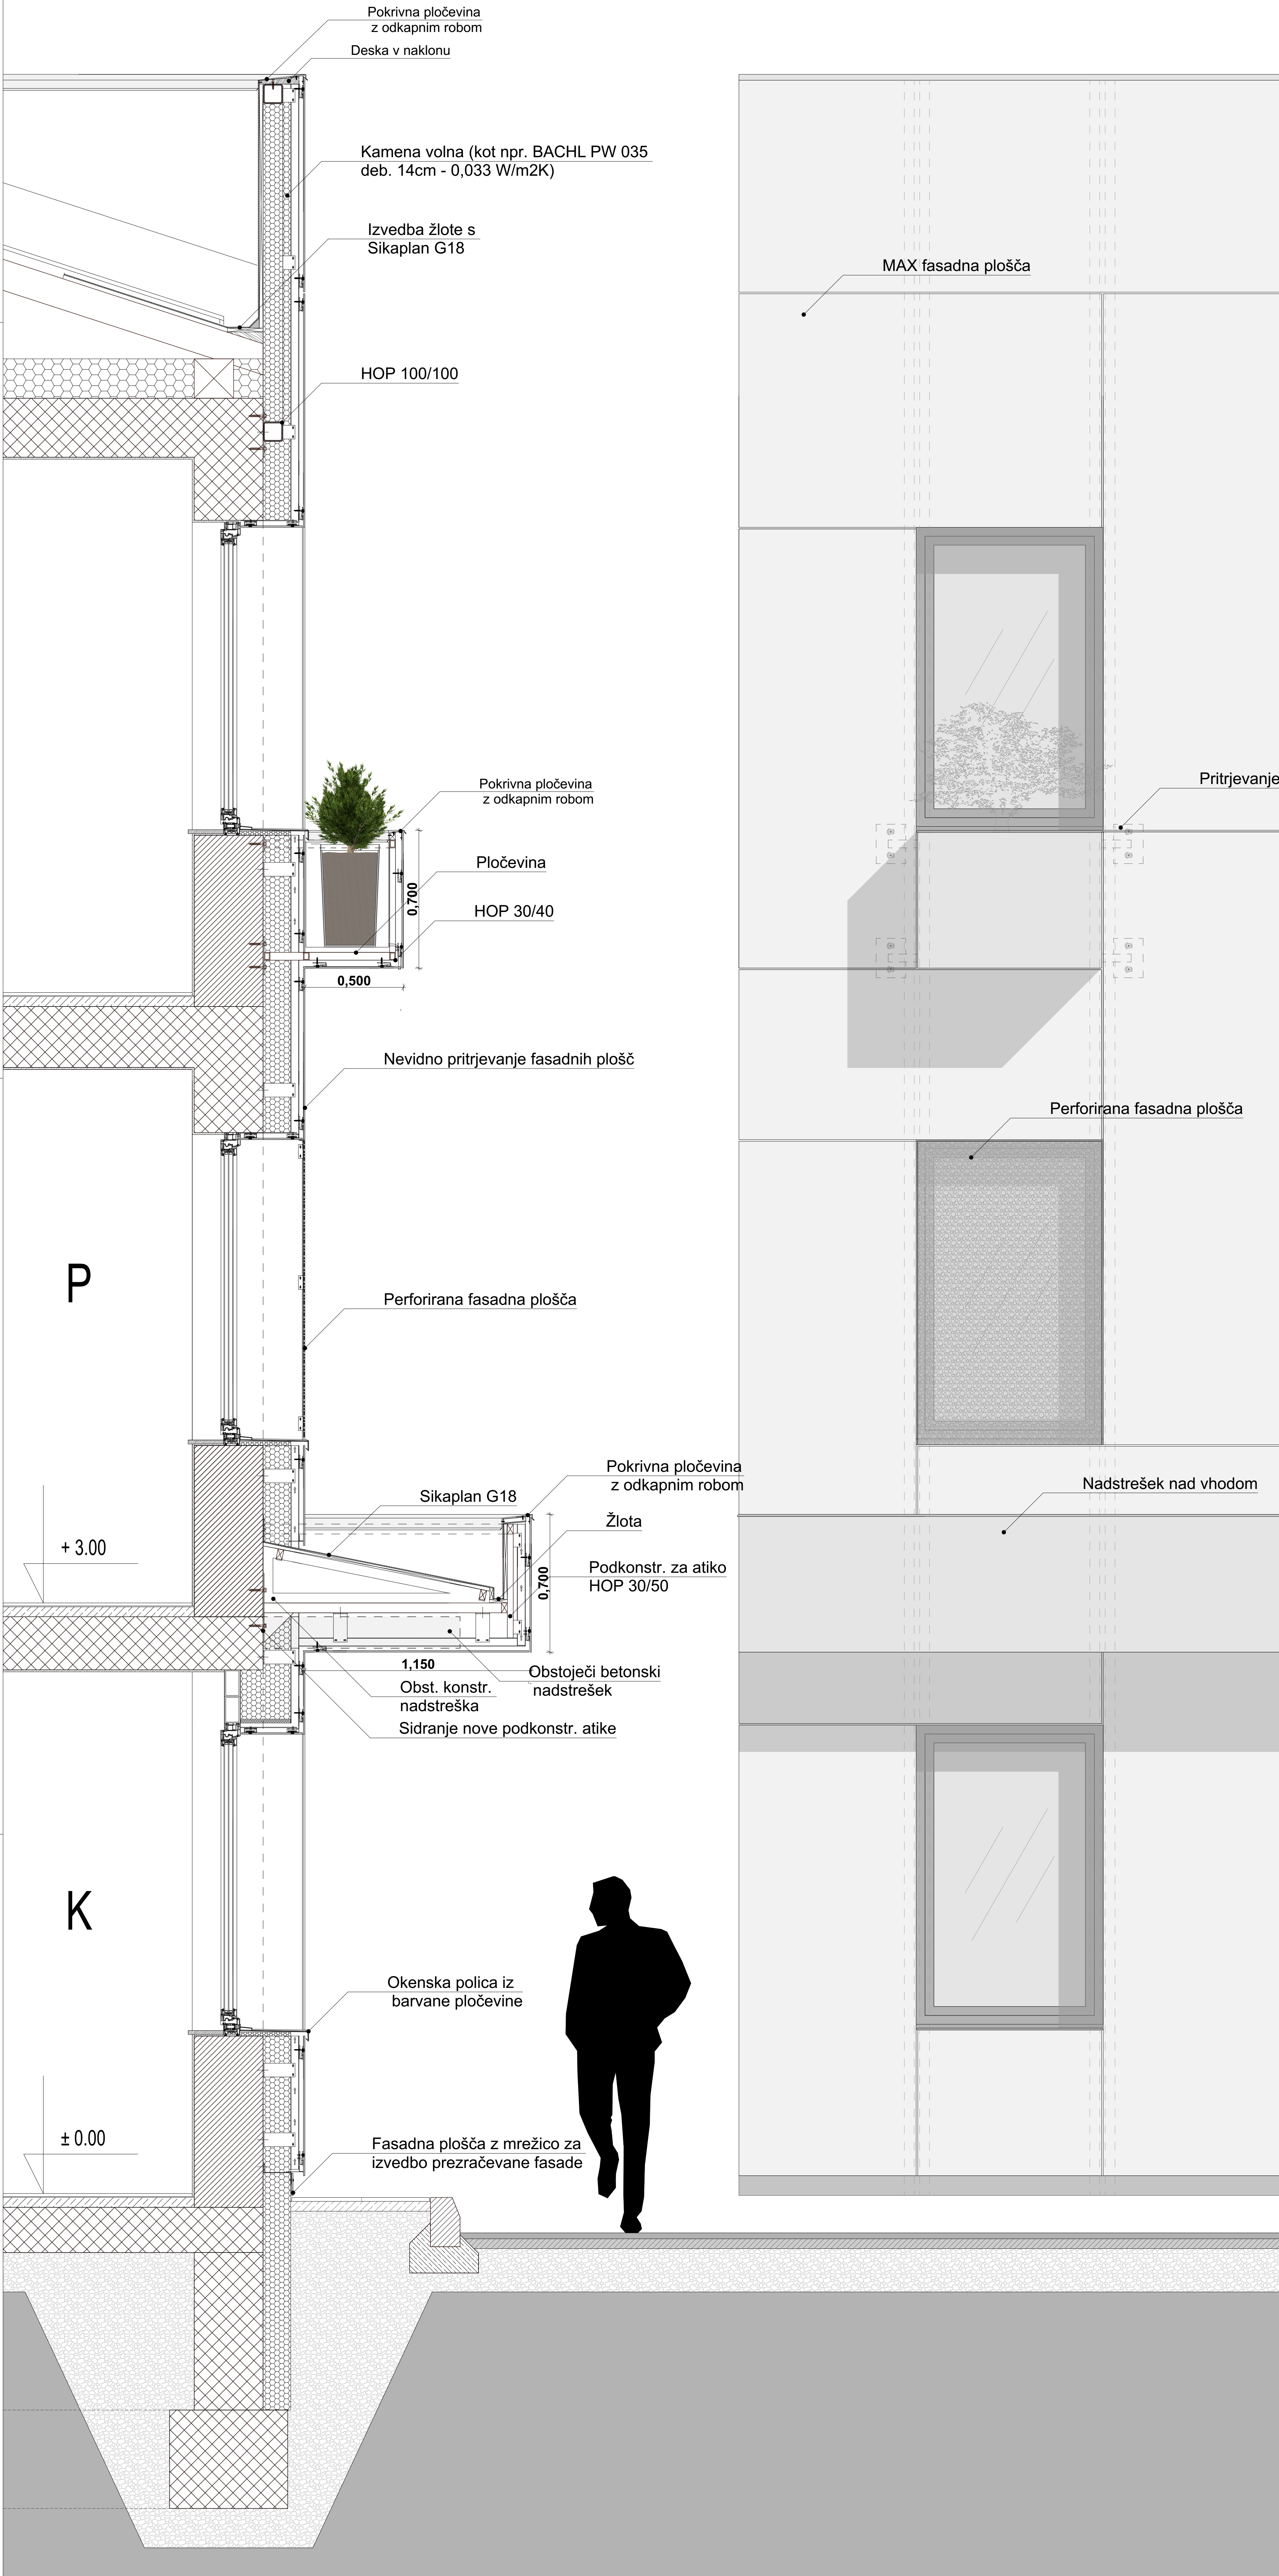 Pokrivna pločevina
z odkapnim robom
Deska v naklonu
Kamena volna (kot npr. BACHL PW 035
deb. 14cm - 0,033 W/m2K)
Izvedba žlote s
Sikaplan G18
MAX fasadna plošča
HOP 100/100
Pokrivna pločevina
z odkapnim robom
Pritrjevanje
Pločevina
0,700
HOP 30/40
0,500
Nevidno pritrjevanje fasadnih plošč
Perforirana fasadna plošča
P
Perforirana fasadna plošča
Pokrivna pločevina
z odkapnim robom
Nadstrešek nad vhodom
Sikaplan G18
Žlota
+ 3.00
Podkonstr. za atiko
HOP 30/50
0,700
1,150
Obstoječi betonski
nadstrešek
Obst. konstr.
nadstreška
Sidranje nove podkonstr. atike
K
Okenska polica iz
barvane pločevine
± 0.00
Fasadna plošča z mrežico za
izvedbo prezračevane fasade